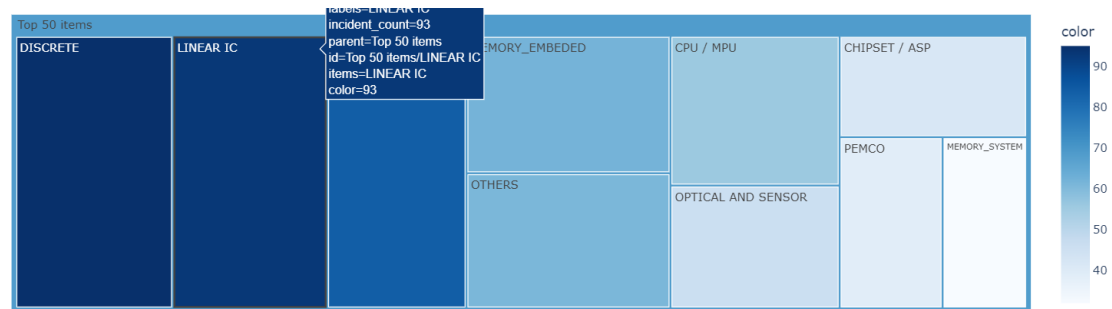 Top 50 items
DISCRETE
LINEAR IC
labels=LINEAR IC
incident_count=93
parent=Top 50 items
id=Top 50 items/LINEAR IC
items=LINEAR IC
color=93
EMORY_EMBEDED
OTHERS
CPU / MPU
OPTICAL AND SENSOR
CHIPSET / ASP
PEMCO
MEMORY_SYSTEM
color
90
80
70
60
50
40